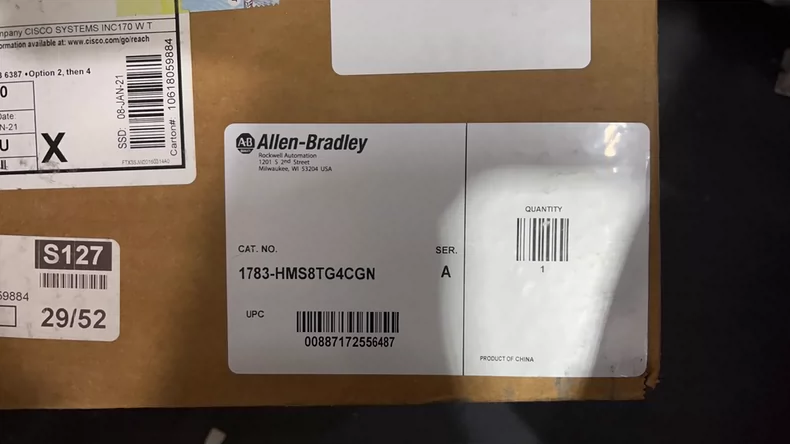 mpany CISCO SYSTEMS INC170 W T
ormation available at: www.cisco.com/go/reach
6387 •Option 2, then 4
0
Date:
N-21
U
X
SSD: 08-JAN-21
Carton# 10618059884
S127
59884
29/52
A-B
Allen-Bradley
Rockwell Automation
1201 S 2nd Street
Milwaukee, WI 53204 USA
CAT. NO.
SER.
1783-HMS8TG4CGN
A
UPC
00887172556487
QUANTITY
1
PRODUCT OF CHINA